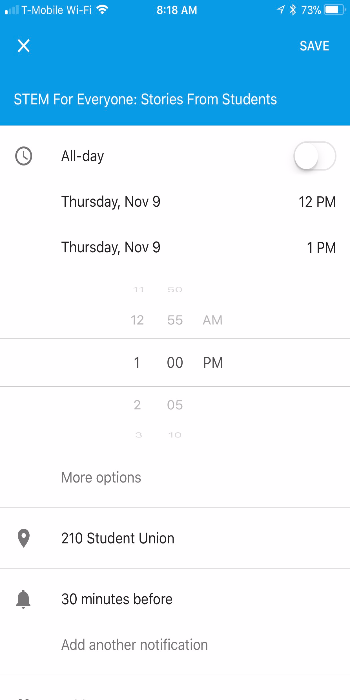 T-Mobile Wi-Fi 8:18 AM 73%
SAVE
STEM For Everyone: Stories From Students
All-day
Thursday, Nov 9 12 PM
Thursday, Nov 9 1 PM
11 50
12 55 AM
1 00 PM
2 05
3 10
More options
210 Student Union
30 minutes before
Add another notification